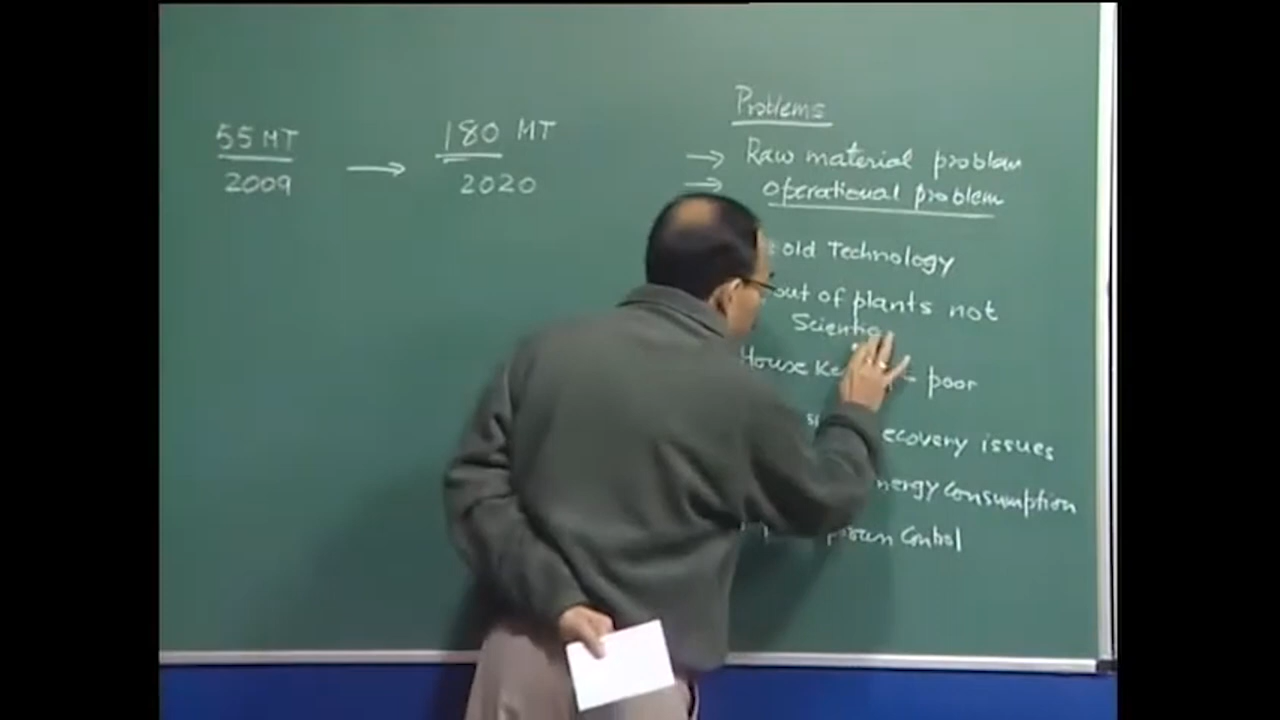 55 MT
2009
→
180 MT
2020
Problems
→ Raw material problem
→ operational problem
old Technology
out of plants not
House - poor
ecovery issues
nergy Consumption
Control